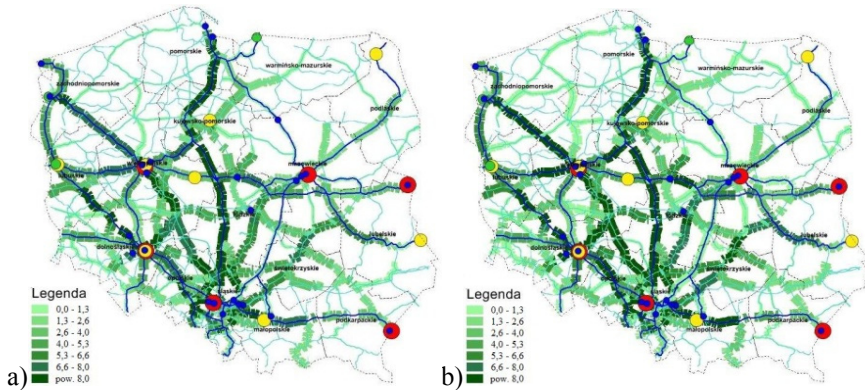 pomorskie
warmińsko-mazurskie
zachodniopomorskie
podlaskie
kujawsko-pomorskie
mazowieckie
lubuskie
lubelskie
dolnośląskie
świętokrzyskie
śląskie
małopolskie
podkarpackie
Legenda
0,0 - 1,3
1,3 - 2,6
2,6 - 4,0
4,0 - 5,3
5,3 - 6,6
6,6 - 8,0
pow. 8,0
a)
pomorskie
warmińsko-mazurskie
zachodniopomorskie
podlaskie
kujawsko-pomorskie
mazowieckie
lubuskie
lubelskie
dolnośląskie
świętokrzyskie
śląskie
małopolskie
podkarpackie
Legenda
0,0 - 1,3
1,3 - 2,6
2,6 - 4,0
4,0 - 5,3
5,3 - 6,6
6,6 - 8,0
pow. 8,0
b)